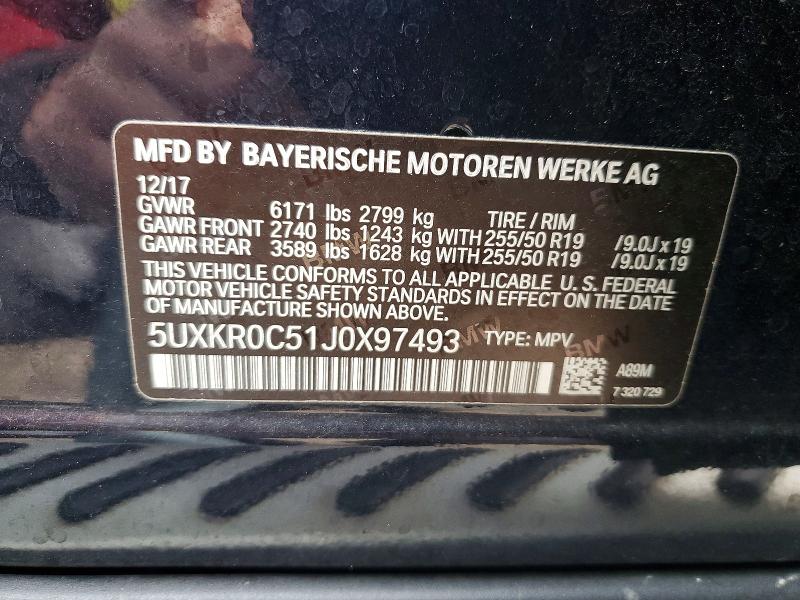 MFD BY BAYERISCHE MOTOREN WERKE AG
12/17
GVWR 6171 lbs 2799 kg TIRE / RIM
GAWR FRONT 2740 lbs 1243 kg WITH 255/50 R19 /9.0J x 19
GAWR REAR 3589 lbs 1628 kg WITH 255/50 R19 /9.0J x 19
THIS VEHICLE CONFORMS TO ALL APPLICABLE U. S. FEDERAL
MOTOR VEHICLE SAFETY STANDARDS IN EFFECT ON THE DATE
OF MANUFACTURE SHOWN ABOVE.
5UXKR0C51J0X97493 TYPE: MPV
A89M
7 320 729